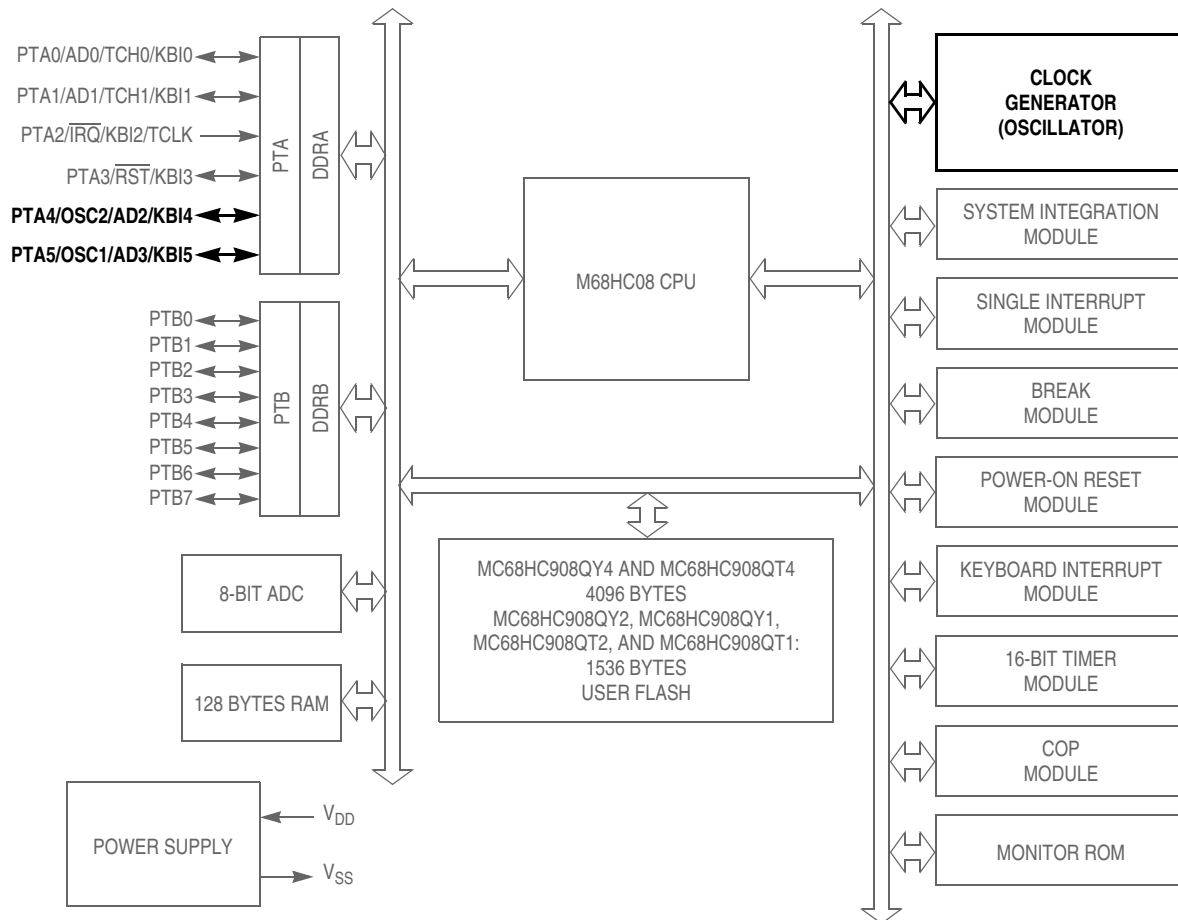 PTA0/AD0/TCH0/KBI0
PTA1/AD1/TCH1/KBI1
PTA2/I̅R̅Q̅/KBI2/TCLK
PTA3/R̅S̅T̅/KBI3
PTA4/OSC2/AD2/KBI4
PTA5/OSC1/AD3/KBI5
PTA
DDRA
PTB0
PTB1
PTB2
PTB3
PTB4
PTB5
PTB6
PTB7
PTB
DDRB
8-BIT ADC
128 BYTES RAM
POWER SUPPLY
V_DD
V_SS
M68HC08 CPU
MC68HC908QY4 AND MC68HC908QT4
4096 BYTES
MC68HC908QY2, MC68HC908QY1,
MC68HC908QT2, AND MC68HC908QT1:
1536 BYTES
USER FLASH
CLOCK
GENERATOR
(OSCILLATOR)
SYSTEM INTEGRATION
MODULE
SINGLE INTERRUPT
MODULE
BREAK
MODULE
POWER-ON RESET
MODULE
KEYBOARD INTERRUPT
MODULE
16-BIT TIMER
MODULE
COP
MODULE
MONITOR ROM